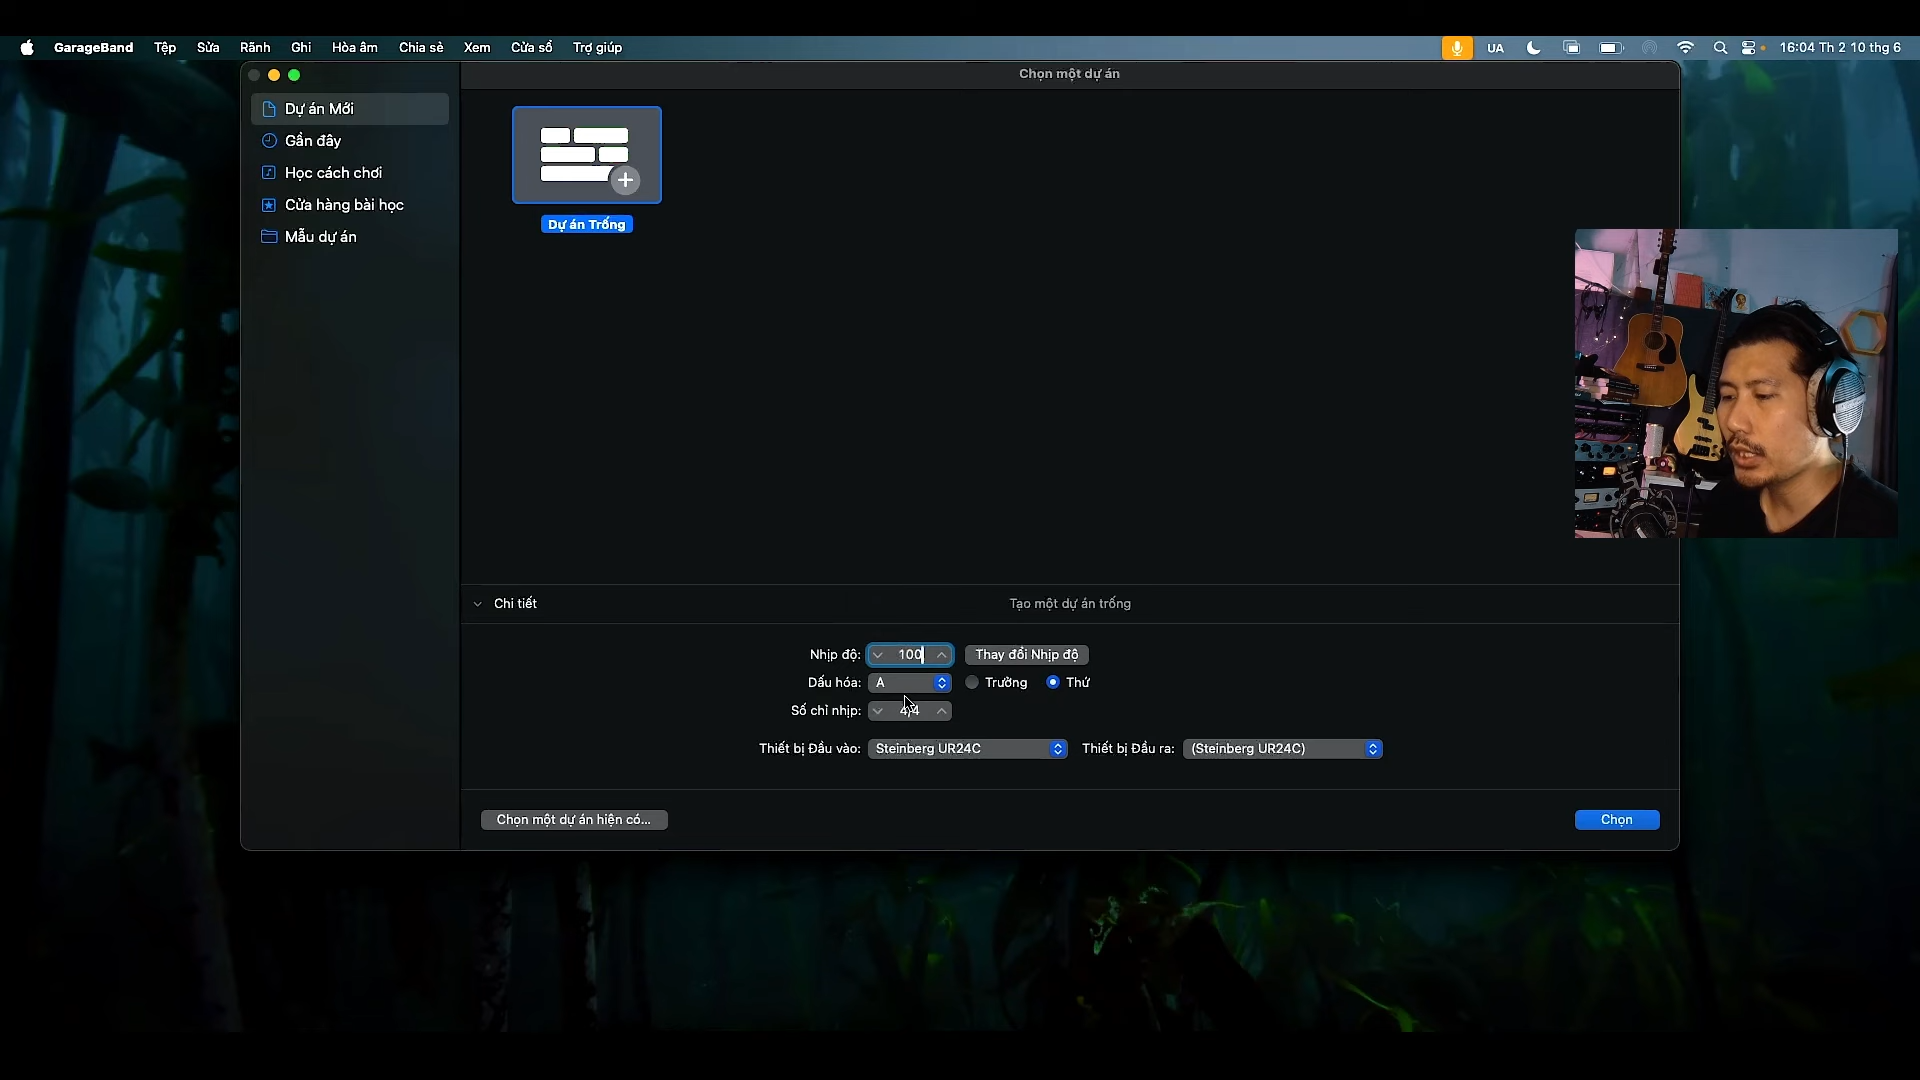 GarageBand Tệp Sửa Rãnh Ghi Hòa âm Chia sẻ Xem Cửa sổ Trợ giúp UA 16:04 Th 2 10 thg 6
Chọn một dự án
Dự án Mới
Gần đây
Học cách chơi
Cửa hàng bài học
Mẫu dự án
Dự án Trống
Chi tiết
Tạo một dự án trống
Nhịp độ: 100 Thay đổi Nhịp độ
Dấu hóa: A Trưởng Thứ
Số chỉ nhịp: 4/4
Thiết bị Đầu vào: Steinberg UR24C Thiết bị Đầu ra: (Steinberg UR24C)
Chọn một dự án hiện có... Chọn